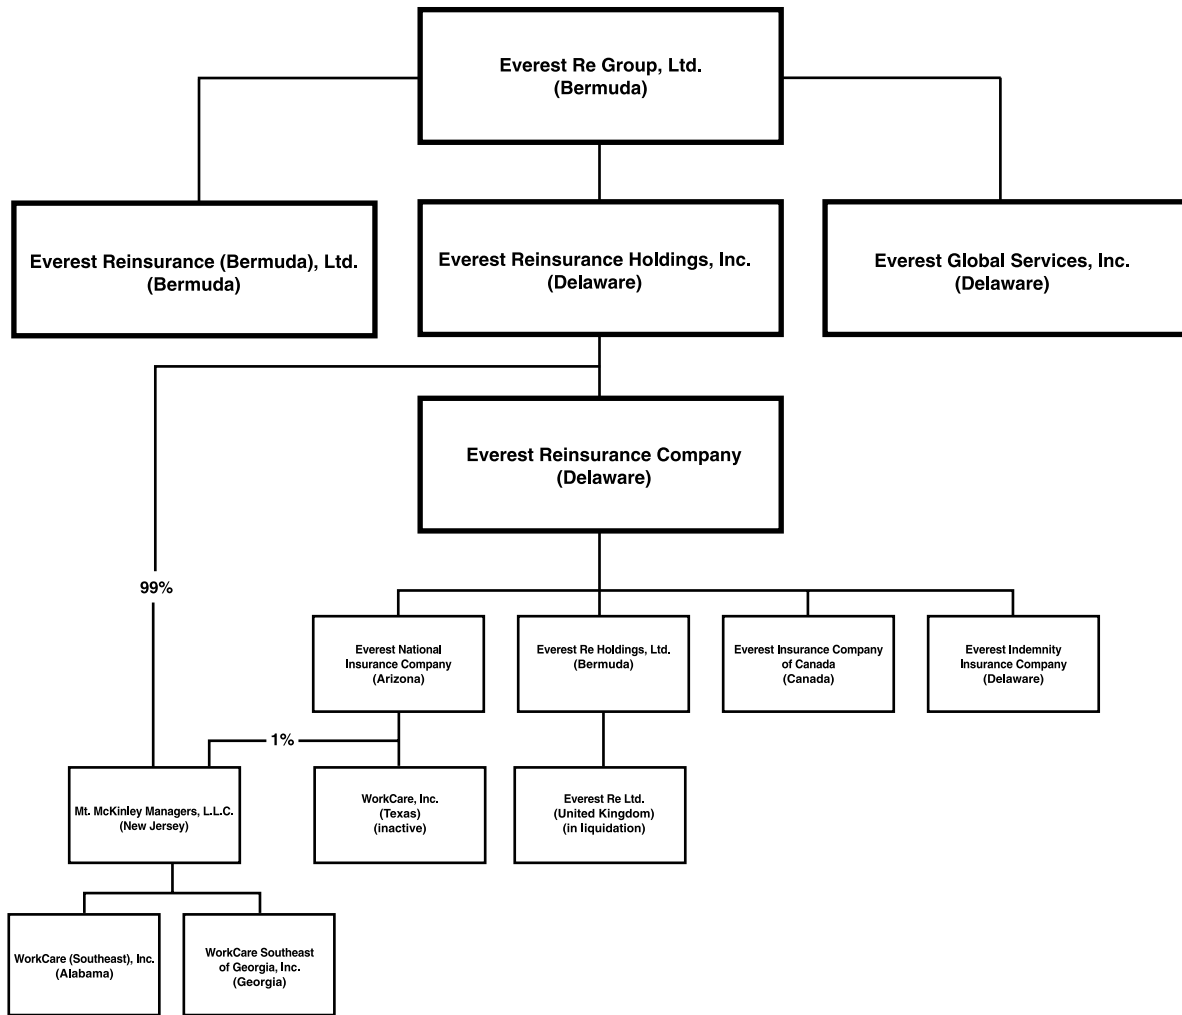 Everest Re Group, Ltd.
(Bermuda)
Everest Reinsurance (Bermuda), Ltd.
(Bermuda)
Everest Reinsurance Holdings, Inc.
(Delaware)
Everest Global Services, Inc.
(Delaware)
Everest Reinsurance Company
(Delaware)
99%
Everest National
Insurance Company
(Arizona)
Everest Re Holdings, Ltd.
(Bermuda)
Everest Insurance Company
of Canada
(Canada)
Everest Indemnity
Insurance Company
(Delaware)
1%
Mt. McKinley Managers, L.L.C.
(New Jersey)
WorkCare, Inc.
(Texas)
(inactive)
Everest Re Ltd.
(United Kingdom)
(in liquidation)
WorkCare (Southeast), Inc.
(Alabama)
WorkCare Southeast
of Georgia, Inc.
(Georgia)